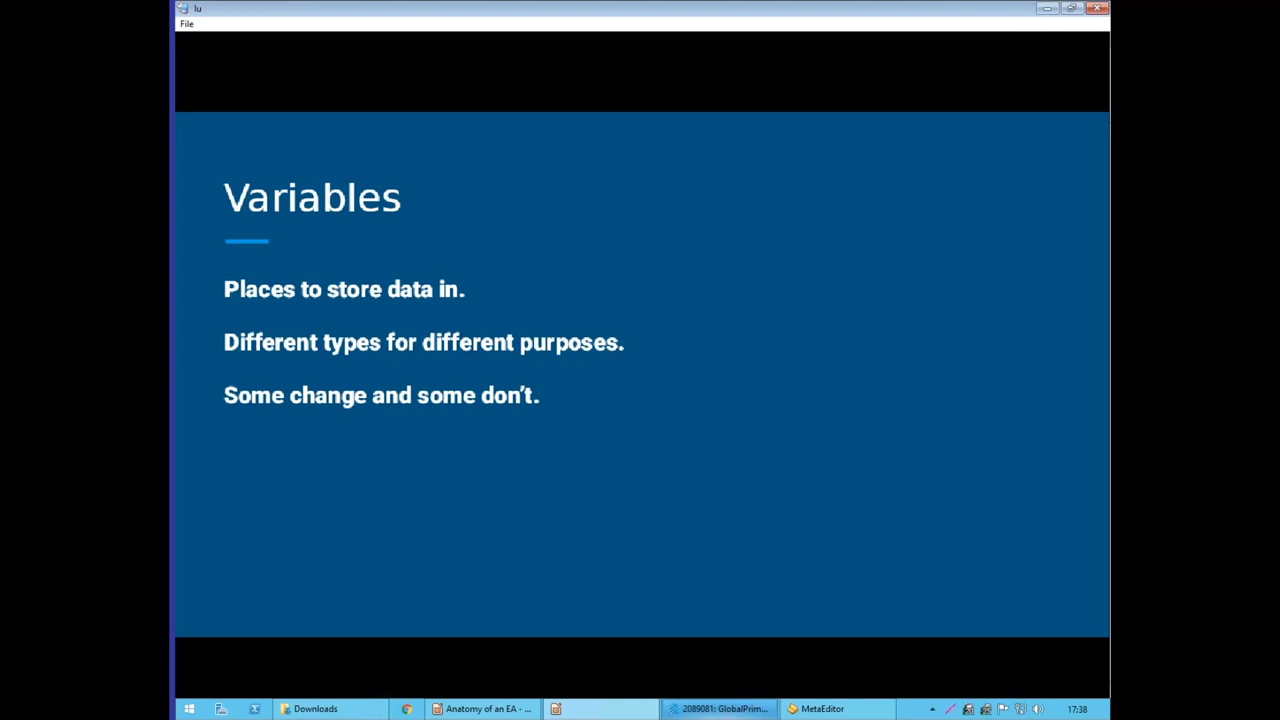 lu
File
Variables
Places to store data in.
Different types for different purposes.
Some change and some don’t.
Downloads
Anatomy of an EA - ...
2089081: GlobalPrim...
MetaEditor
17:38